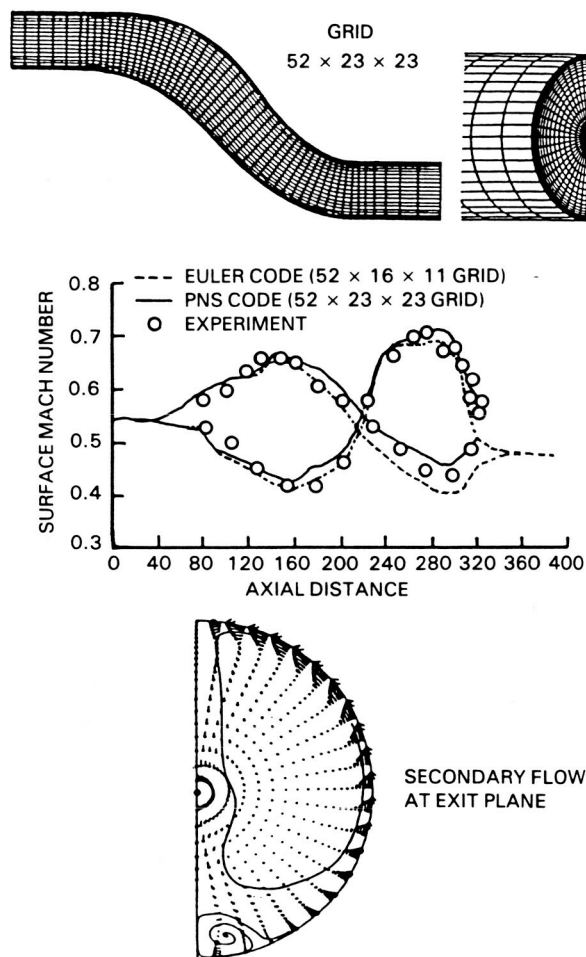 GRID
52 × 23 × 23
EULER CODE (52 × 16 × 11 GRID)
PNS CODE (52 × 23 × 23 GRID)
EXPERIMENT
SURFACE MACH NUMBER
0.8
0.7
0.6
0.5
0.4
0.3
0 40 80 120 160 200 240 280 320 360 400
AXIAL DISTANCE
SECONDARY FLOW
AT EXIT PLANE